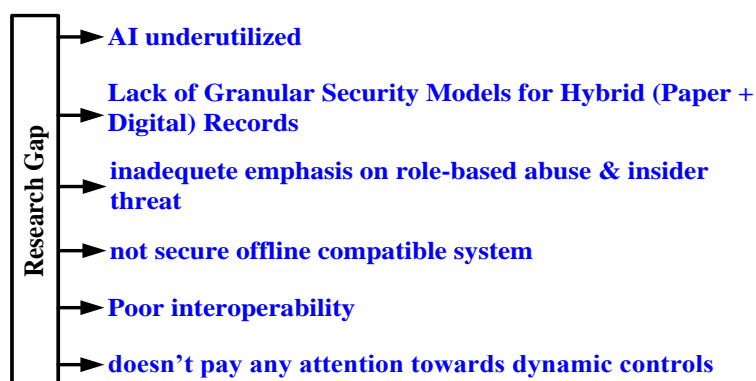 Research Gap
AI underutilized
Lack of Granular Security Models for Hybrid (Paper +
Digital) Records
inadequete emphasis on role-based abuse & insider
threat
not secure offline compatible system
Poor interoperability
doesn't pay any attention towards dynamic controls